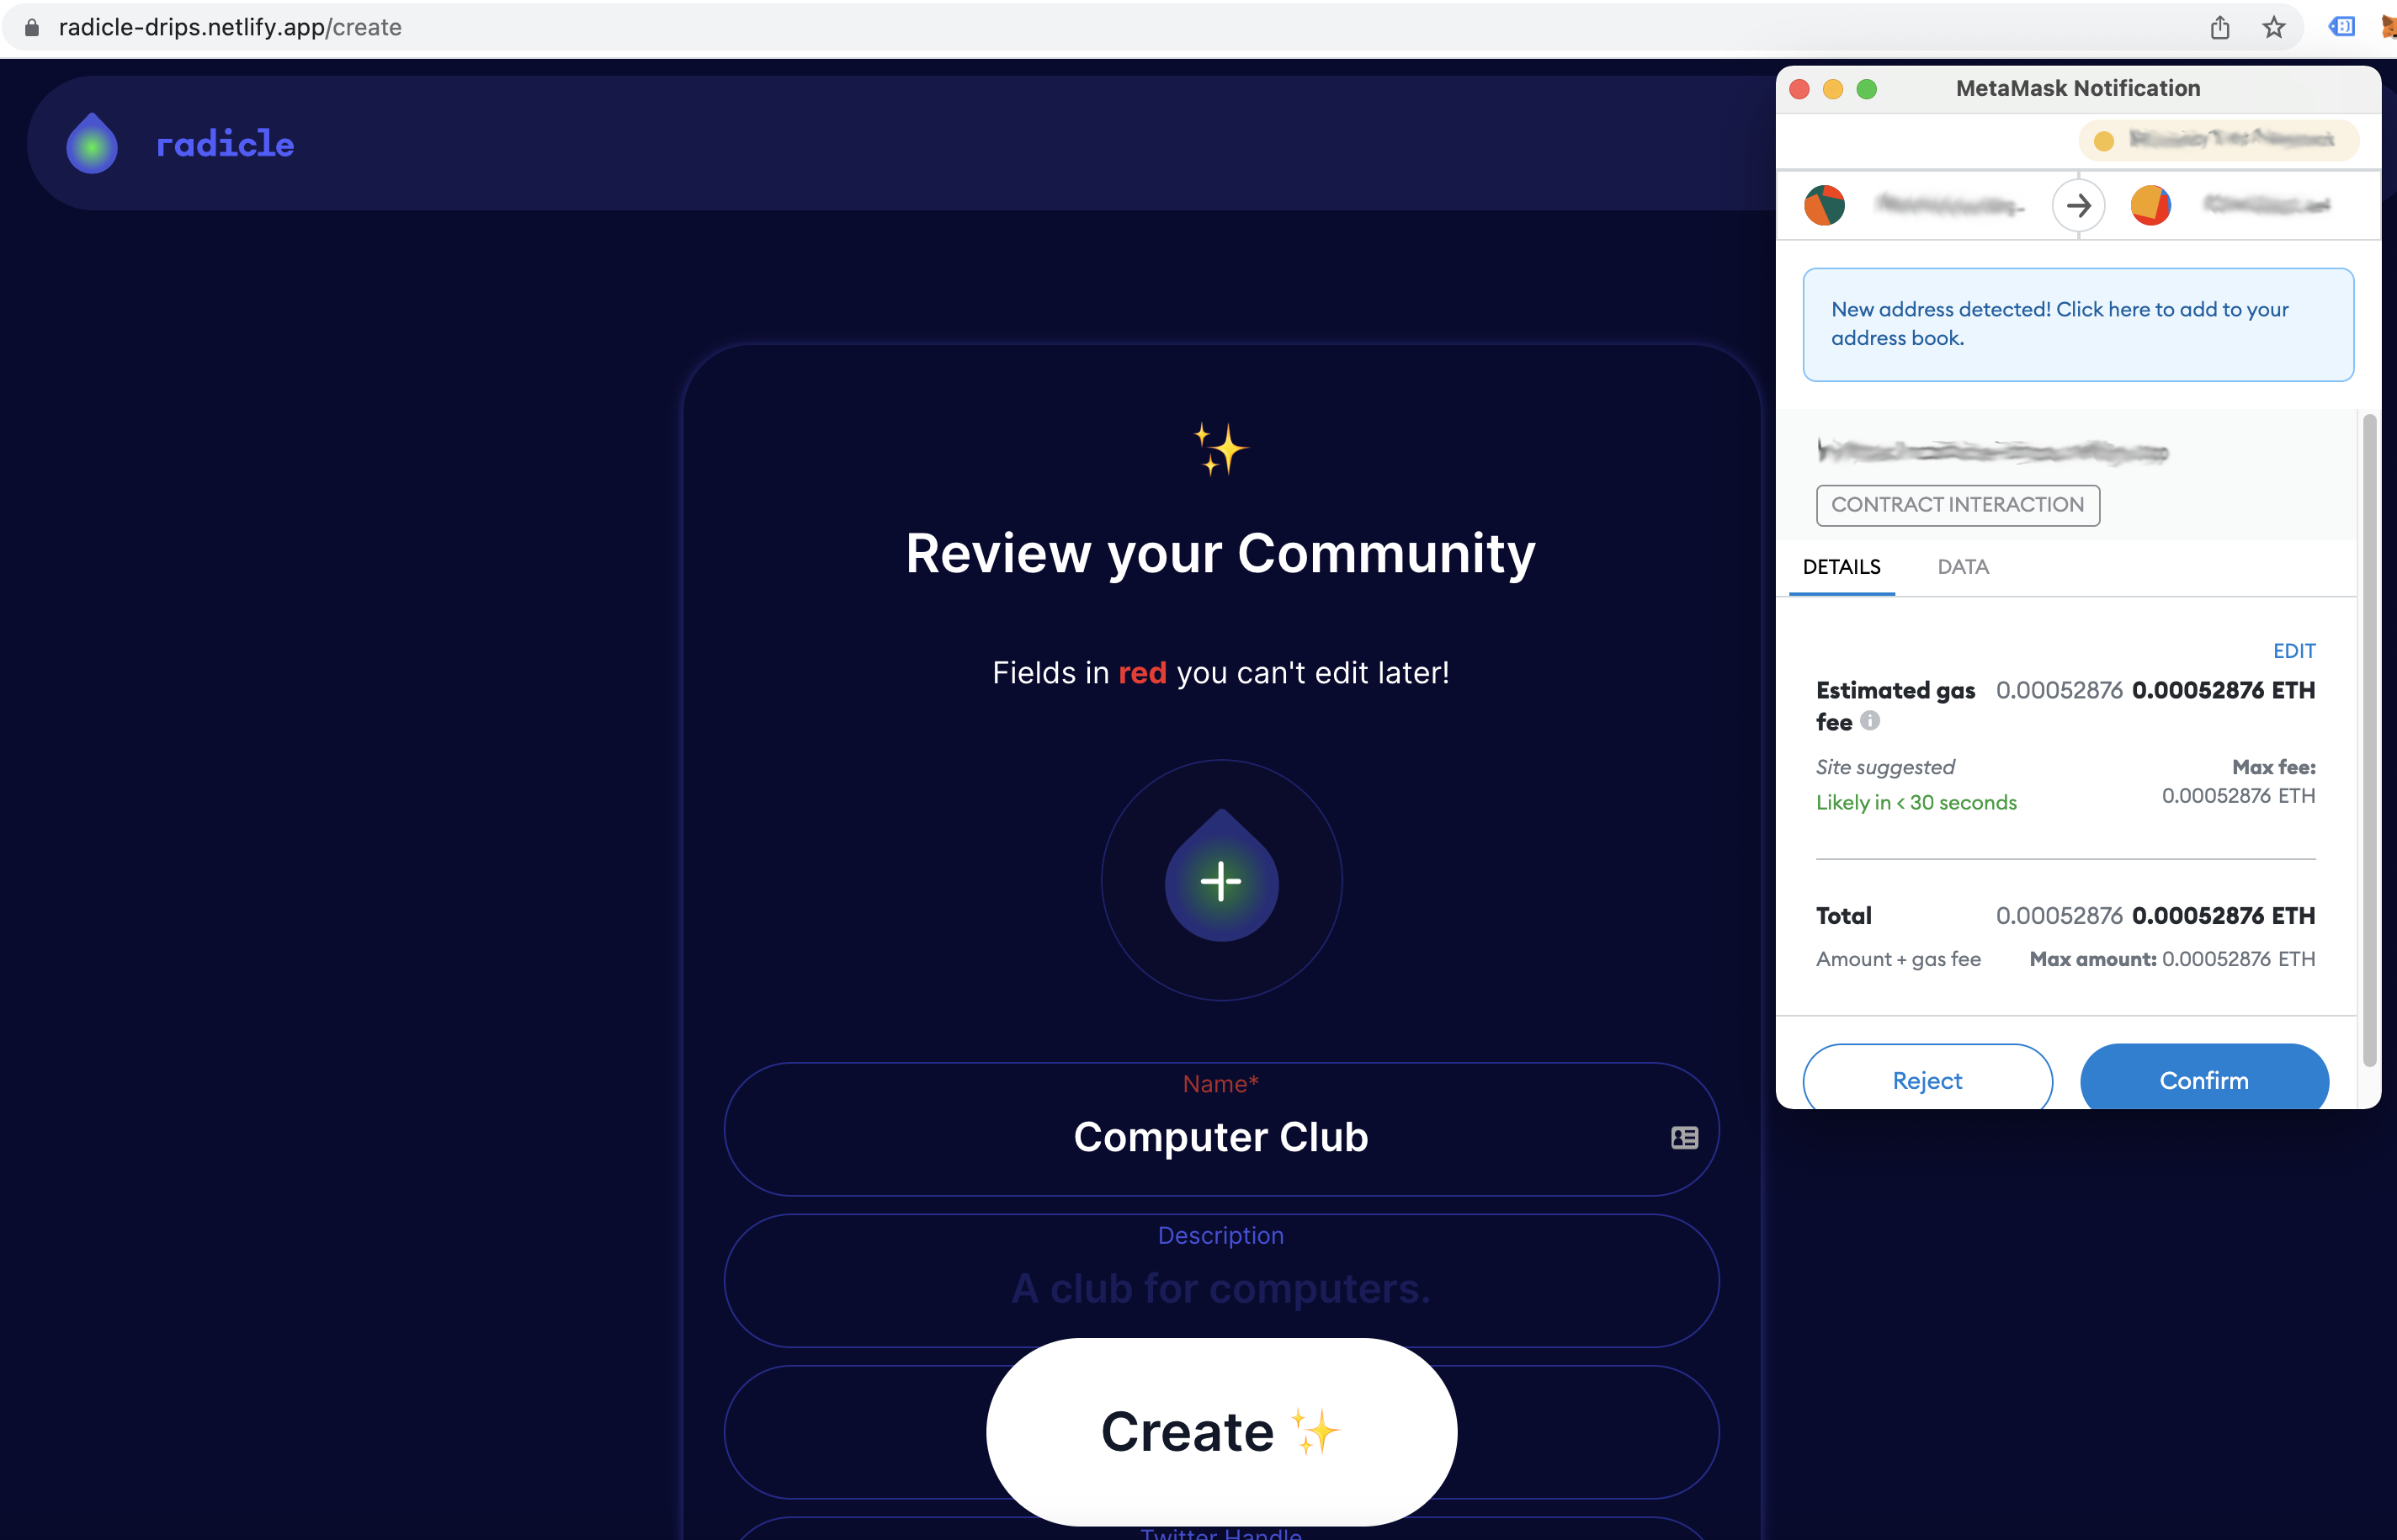 radicle-drips.netlify.app/create
radicle
✨
Review your Community
Fields in red you can't edit later!
Name*
Computer Club
Description
A club for computers.
Create ✨
Twitter Handle
MetaMask Notification
New address detected! Click here to add to your
address book.
CONTRACT INTERACTION
DETAILS DATA
EDIT
Estimated gas 0.00052876 0.00052876 ETH
fee
Site suggested Max fee:
Likely in < 30 seconds 0.00052876 ETH
Total 0.00052876 0.00052876 ETH
Amount + gas fee Max amount: 0.00052876 ETH
Reject Confirm